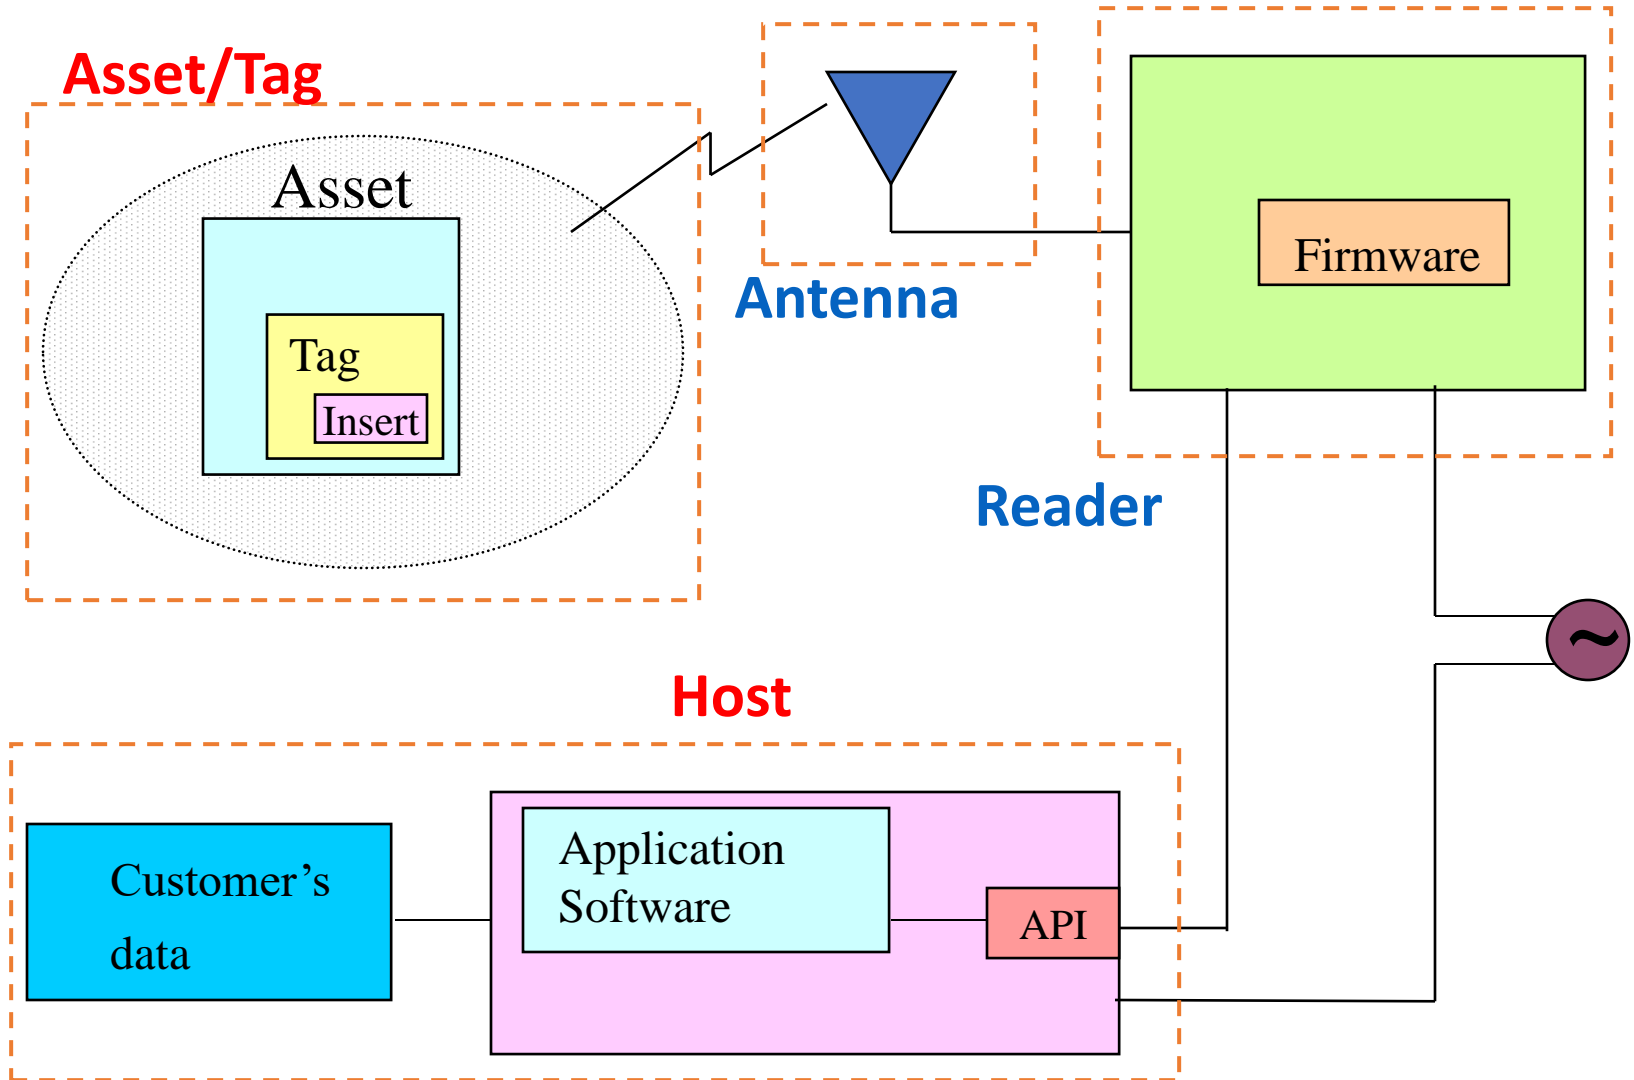 Asset/Tag
Asset
Tag
Insert
Antenna
Firmware
Reader
~
Host
Customer’s
data
Application
Software
API